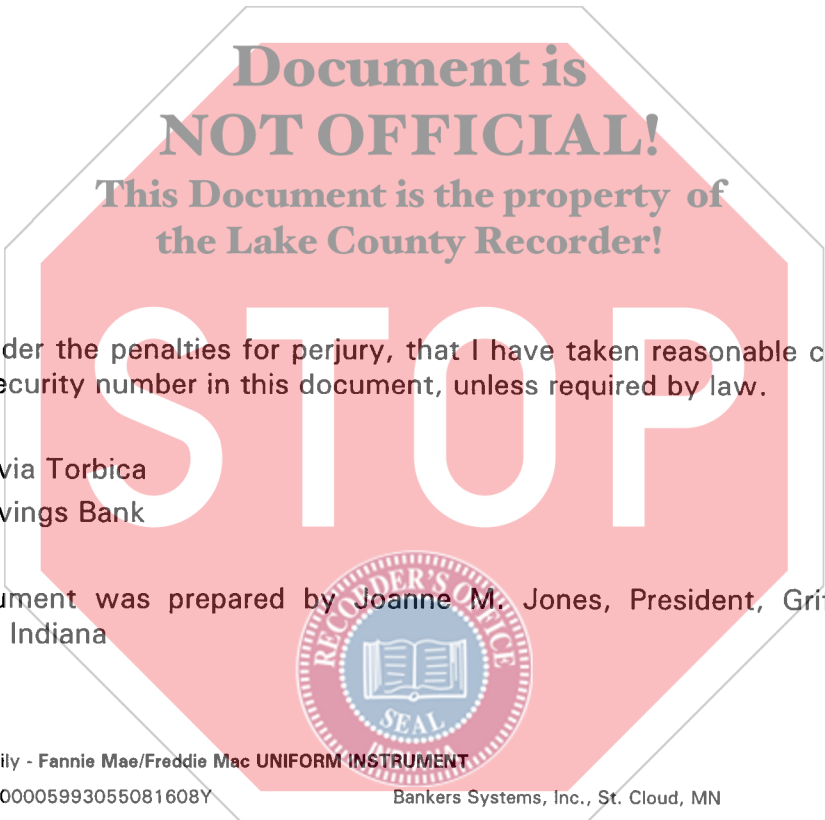 Document is
NOT OFFICIAL!
This Document is the property of
the Lake County Recorder!
STOP
der the penalties for perjury, that I have taken reasonable c
ecurity number in this document, unless required by law.
via Torbica
vings Bank
ument was prepared by Joanne M. Jones, President, Gri
Indiana
RECORDER'S OFFICE
SEAL
INDIANA
ily - Fannie Mae/Freddie Mac UNIFORM INSTRUMENT
00005993055081608Y Bankers Systems, Inc., St. Cloud, MN